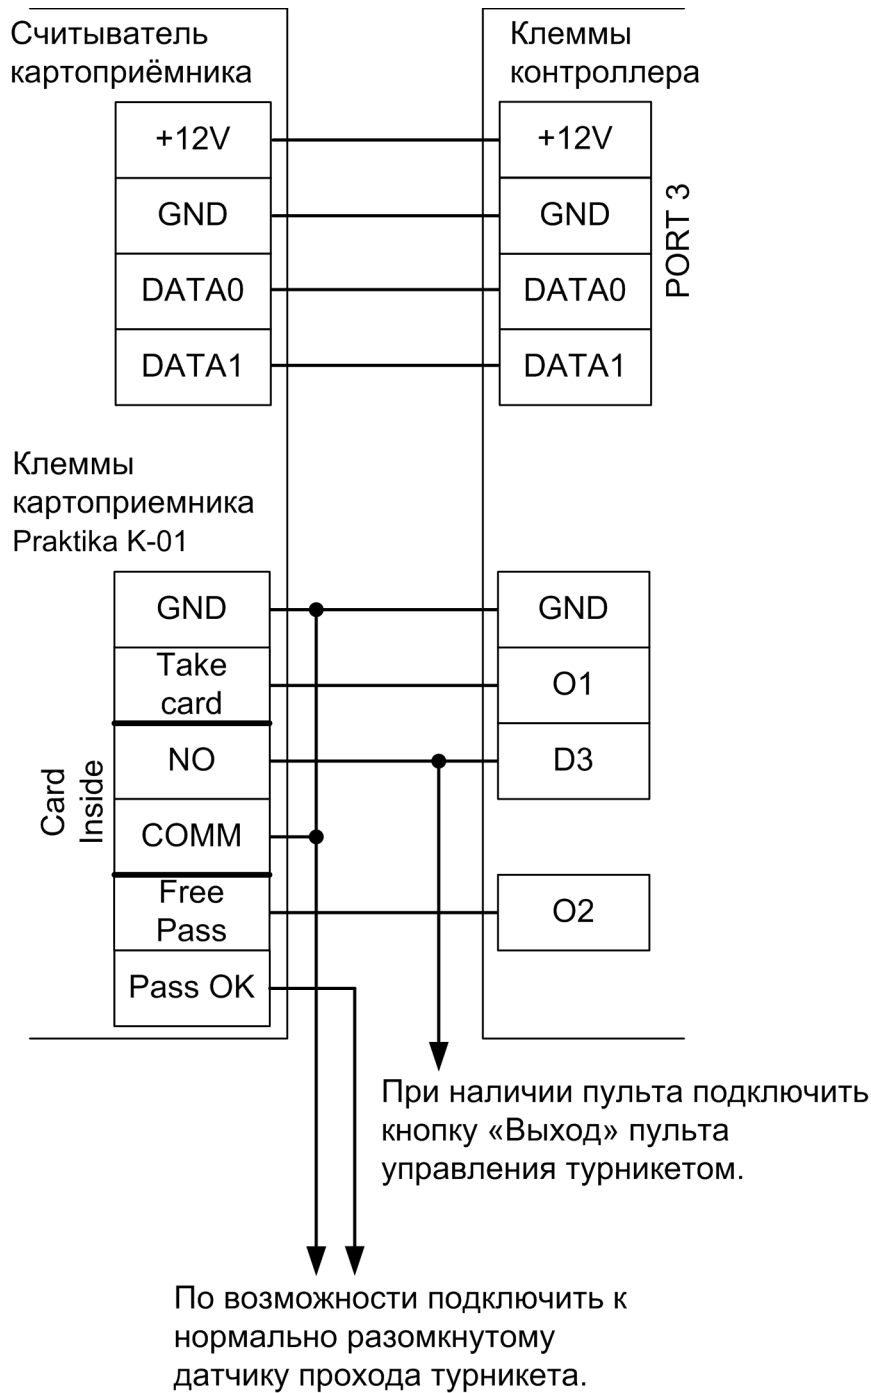 Считыватель
картоприёмника
+12V
GND
DATA0
DATA1
Клеммы
контроллера
+12V
GND
DATA0
DATA1
PORT 3
Клеммы
картоприемника
Praktika K-01
GND
Take
card
NO
COMM
Free
Pass
Pass OK
Card
Inside
GND
O1
D3
O2
При наличии пульта подключить
кнопку «Выход» пульта
управления турникетом.
По возможности подключить к
нормально разомкнутому
датчику прохода турникета.